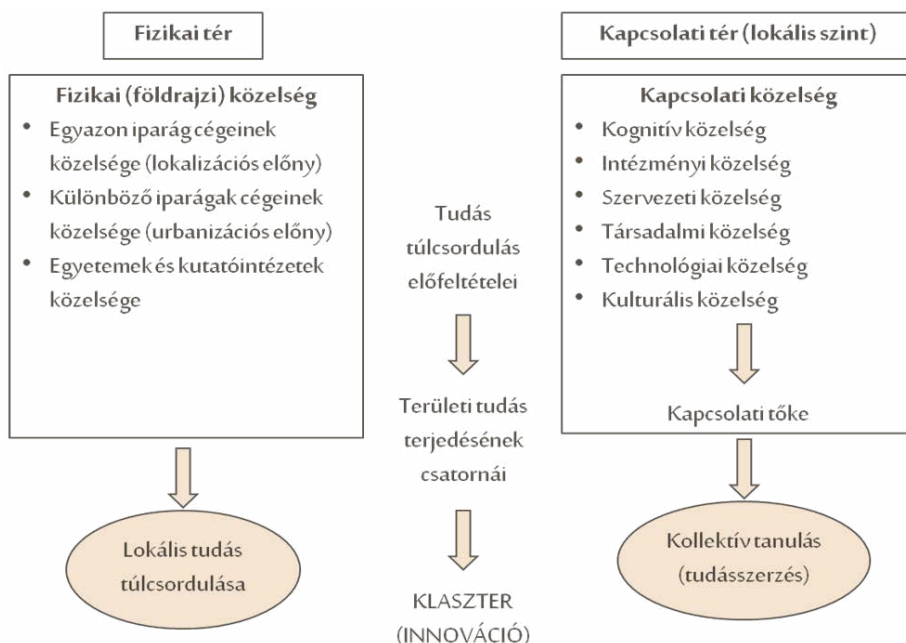 Fizikai tér
Fizikai (földrajzi) közelség
• Egyazon iparág cégeinek
közelsége (lokalizációs előny)
• Különböző iparágak cégeinek
közelsége (urbanizációs előny)
• Egyetemek és kutatóintézetek
közelsége
Lokális tudás
túlcsordulása
Tudás
túlcsordulás
előfeltételei
Területi tudás
terjedésének
csatornái
KLASZTER
(INNOVÁCIÓ)
Kapcsolati tér (lokális szint)
Kapcsolati közelség
• Kognitív közelség
• Intézményi közelség
• Szervezeti közelség
• Társadalmi közelség
• Technológiai közelség
• Kulturális közelség
Kapcsolati tőke
Kollektív tanulás
(tudásszerzés)